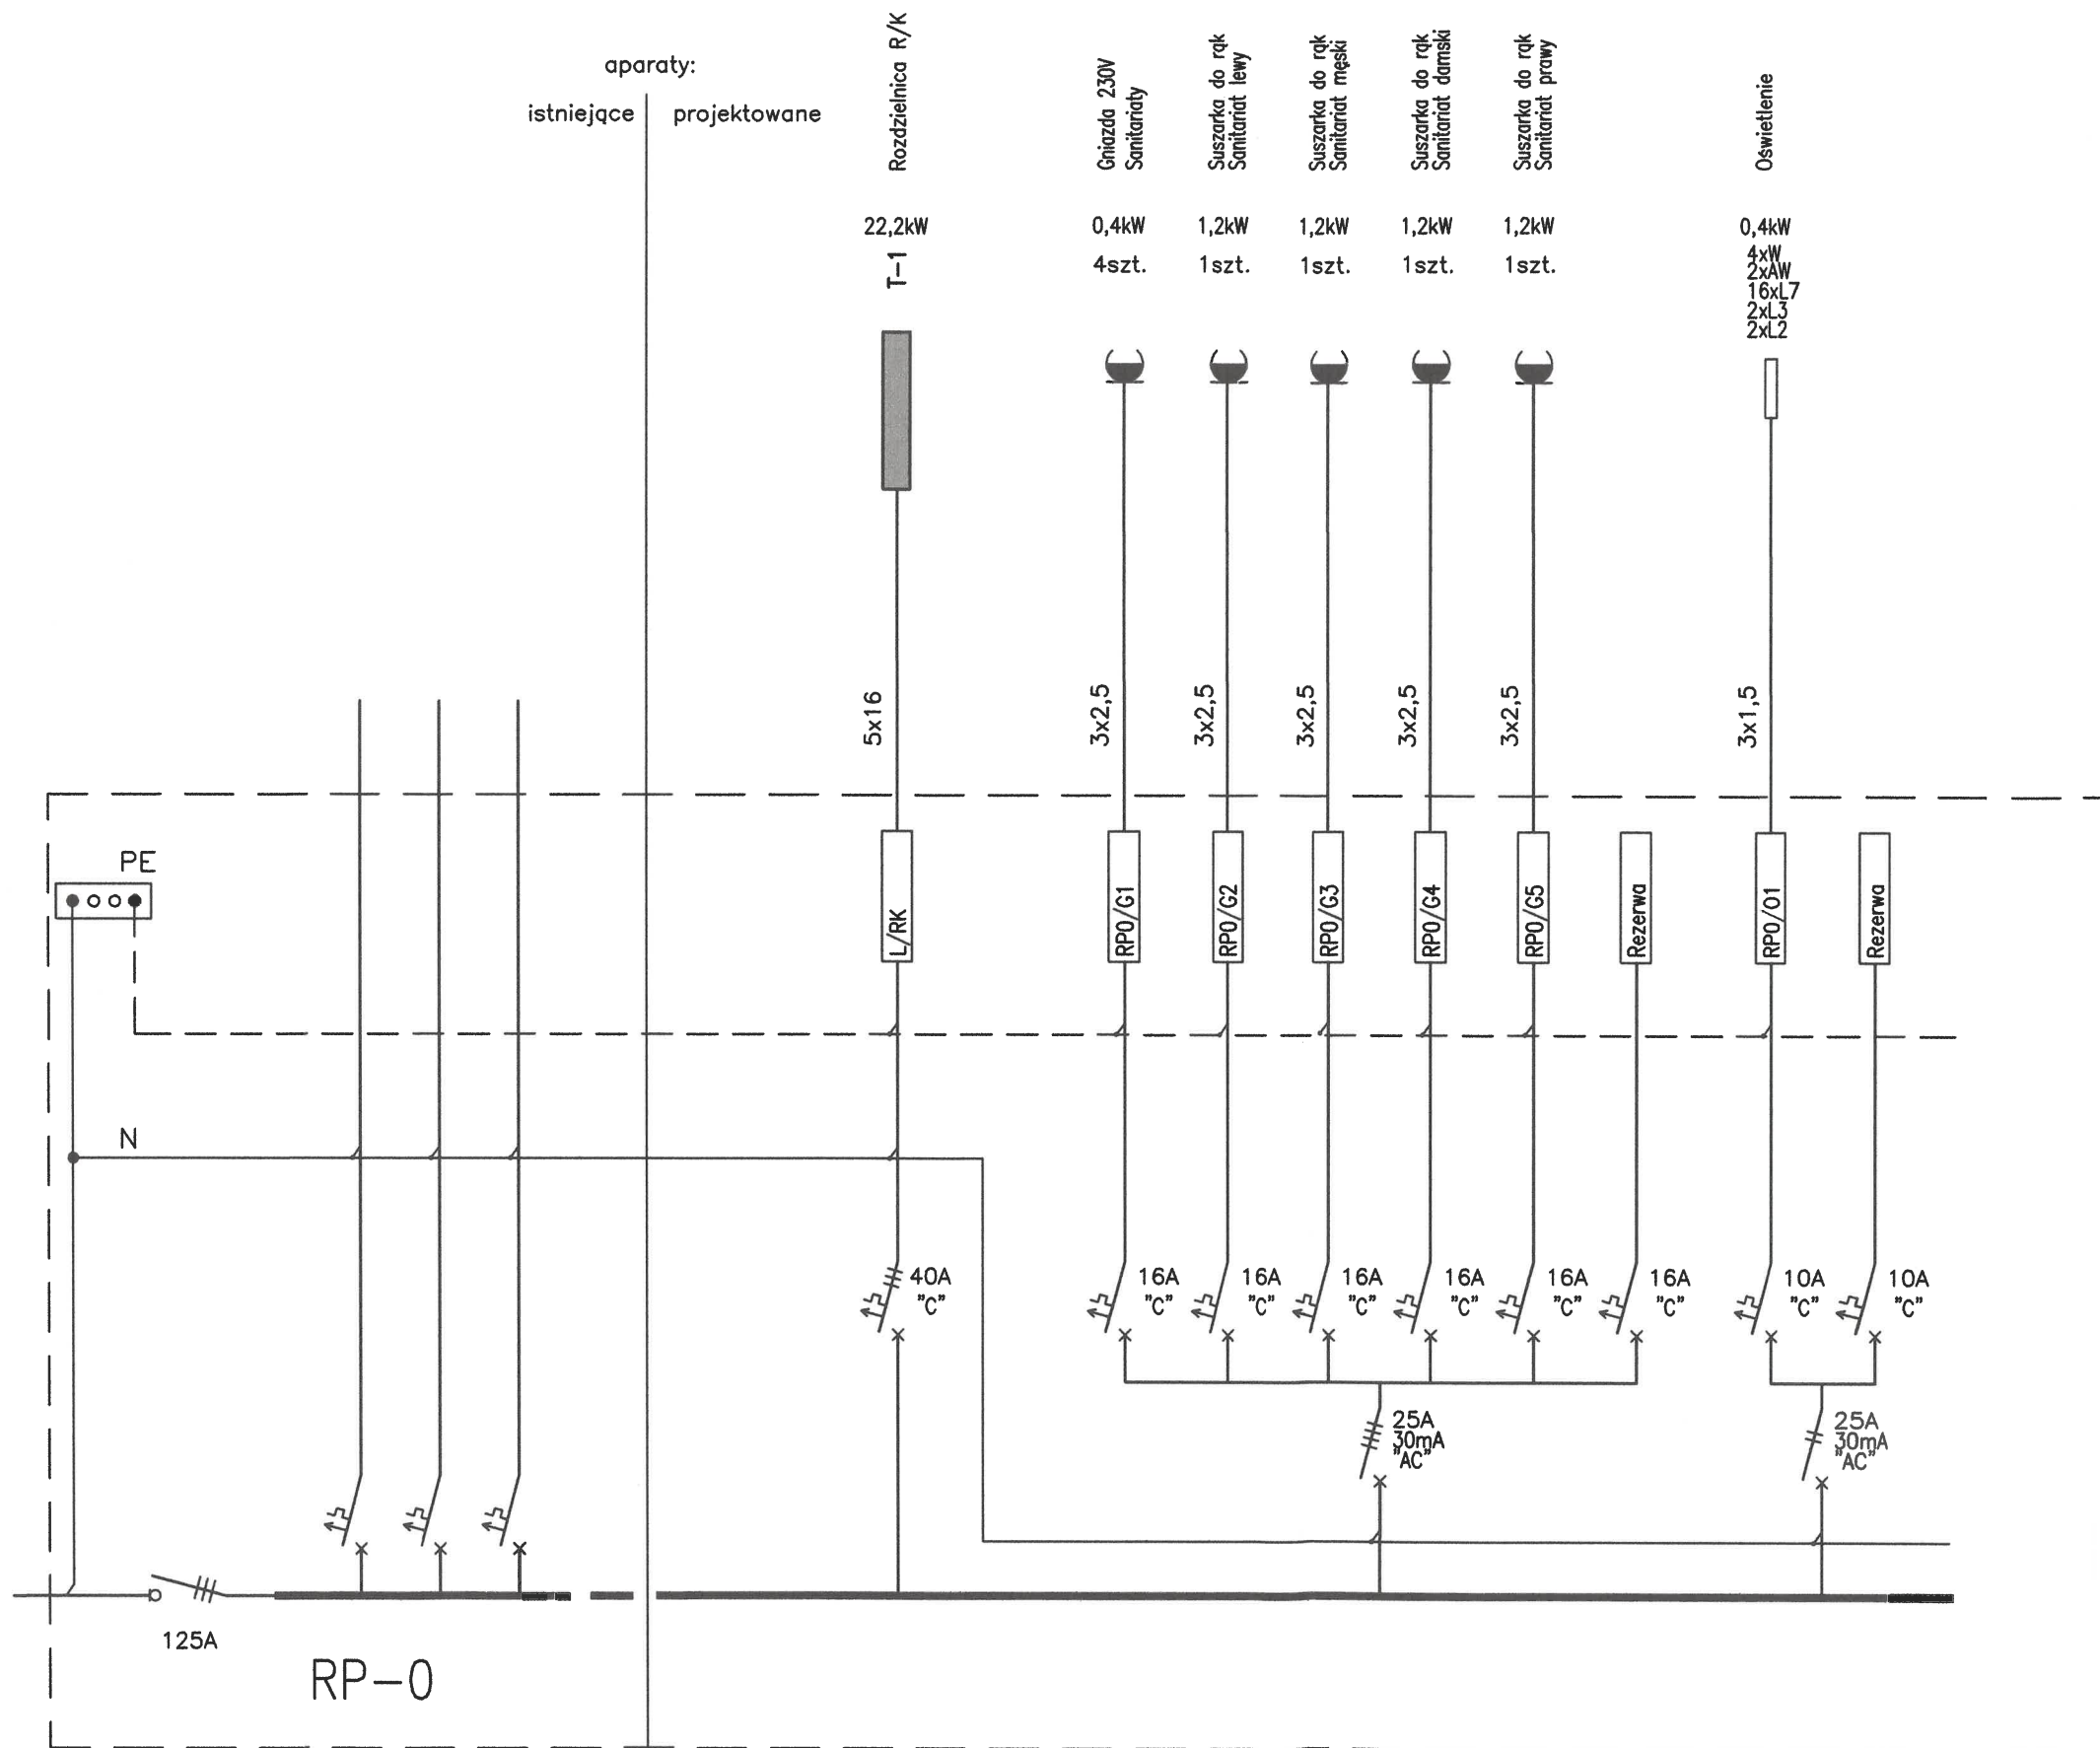 aparaty:
istniejące
projektowane
Rozdzielnica R/K
Gniazda 230V
Sanitariaty
Suszarka do rąk
Sanitariat lewy
Suszarka do rąk
Sanitariat męski
Suszarka do rąk
Sanitariat damski
Suszarka do rąk
Sanitariat prawy
Oświetlenie
22,2kW
0,4kW
1,2kW
1,2kW
1,2kW
1,2kW
0,4kW
T-1
4szt.
1szt.
1szt.
1szt.
1szt.
4xW
2xAW
16xL7
2xL3
2xL2
5x16
3x2,5
3x2,5
3x2,5
3x2,5
3x2,5
3x1,5
PE
L/RK
RP0/G1
RP0/G2
RP0/G3
RP0/G4
RP0/G5
Rezerwa
RP0/O1
Rezerwa
N
40A
"C"
16A
"C"
16A
"C"
16A
"C"
16A
"C"
16A
"C"
16A
"C"
10A
"C"
10A
"C"
25A
30mA
"AC"
25A
30mA
"AC"
125A
RP-0